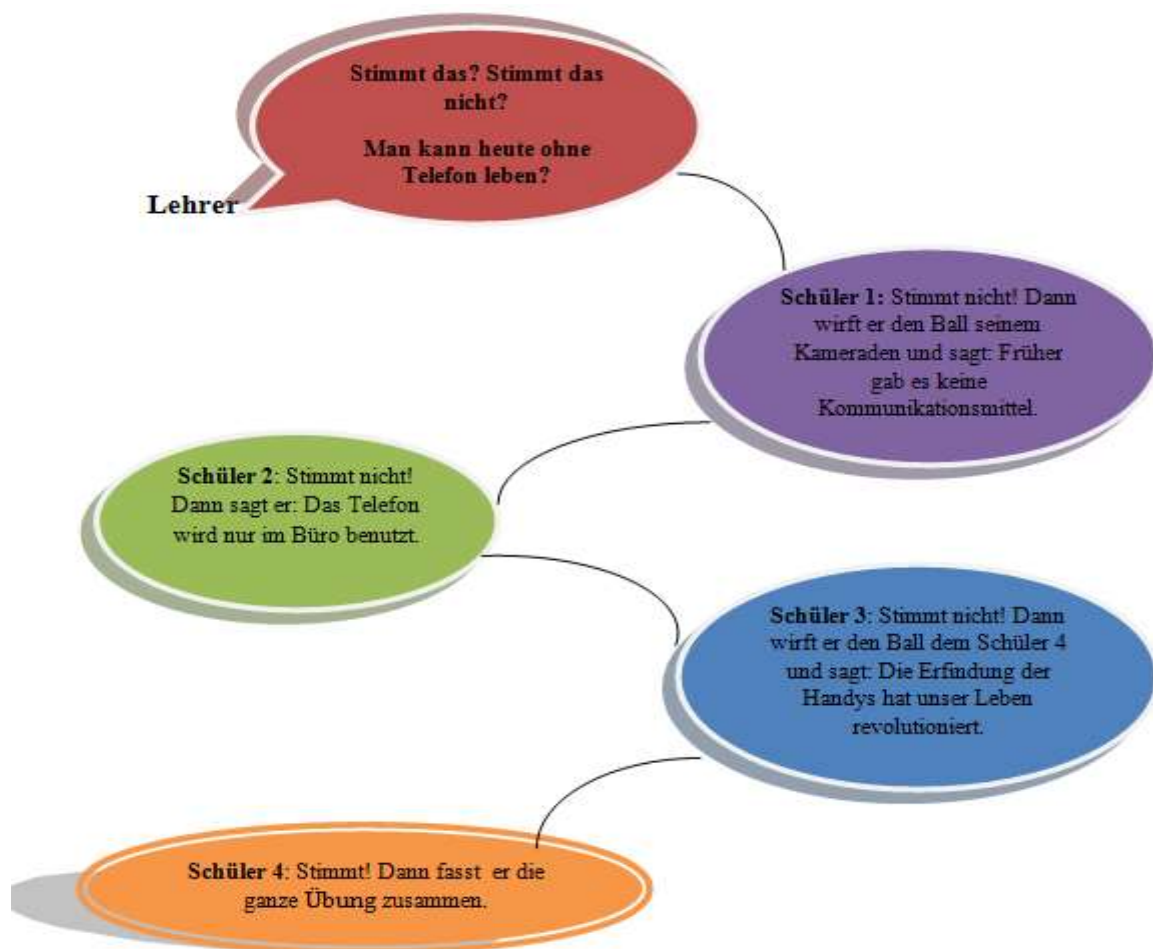 Stimmt das? Stimmt das
nicht?
Man kann heute ohne
Telefon leben?
Lehrer
Schüler 1: Stimmt nicht! Dann
wirft er den Ball seinem
Kameraden und sagt: Früher
gab es keine
Kommunikationsmittel.
Schüler 2: Stimmt nicht!
Dann sagt er: Das Telefon
wird nur im Büro benutzt.
Schüler 3: Stimmt nicht! Dann
wirft er den Ball dem Schüler 4
und sagt: Die Erfindung der
Handys hat unser Leben
revolutioniert.
Schüler 4: Stimmt! Dann fasst er die
ganze Übung zusammen.